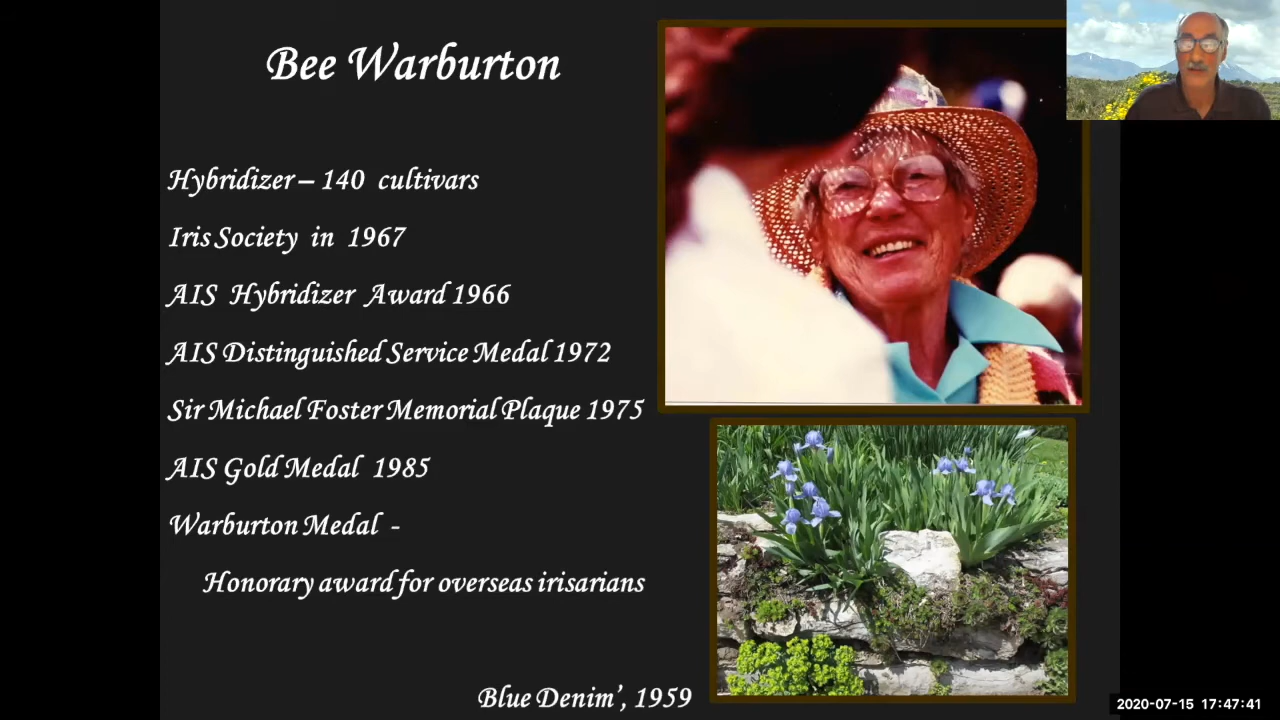 Bee Warburton
Hybridizer – 140 cultivars
Iris Society in 1967
AIS Hybridizer Award 1966
AIS Distinguished Service Medal 1972
Sir Michael Foster Memorial Plaque 1975
AIS Gold Medal 1985
Warburton Medal -
Honorary award for overseas irisarians
Blue Denim’, 1959
2020-07-15 17:47:41